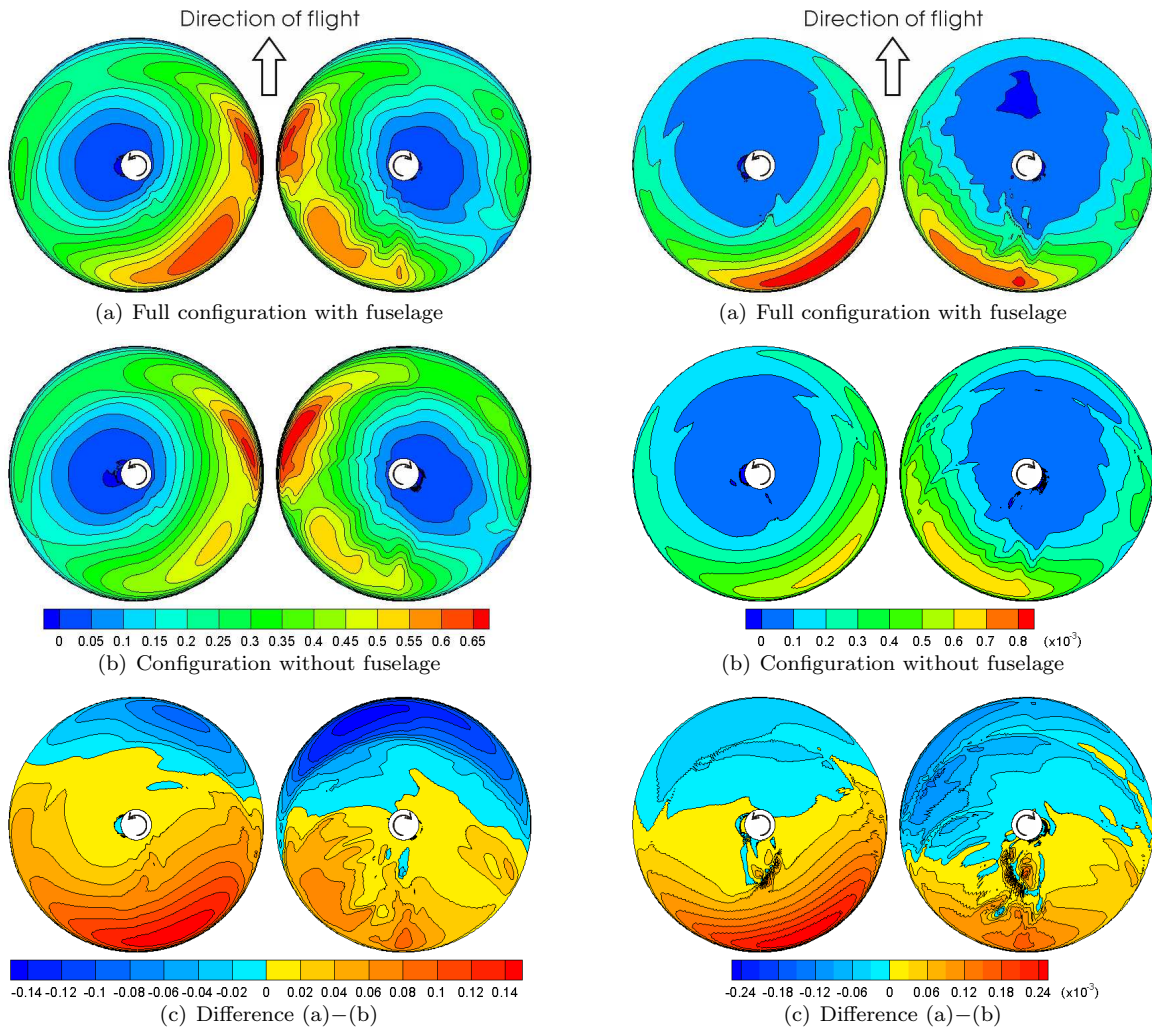 Direction of flight
(a) Full configuration with fuselage
0 0.05 0.1 0.15 0.2 0.25 0.3 0.35 0.4 0.45 0.5 0.55 0.6 0.65
(b) Configuration without fuselage
-0.14 -0.12 -0.1 -0.08 -0.06 -0.04 -0.02 0 0.02 0.04 0.06 0.08 0.1 0.12 0.14
(c) Difference (a)−(b)
Direction of flight
(a) Full configuration with fuselage
0 0.1 0.2 0.3 0.4 0.5 0.6 0.7 0.8 (x10⁻³)
(b) Configuration without fuselage
-0.24 -0.18 -0.12 -0.06 0 0.06 0.12 0.18 0.24 (x10⁻³)
(c) Difference (a)−(b)